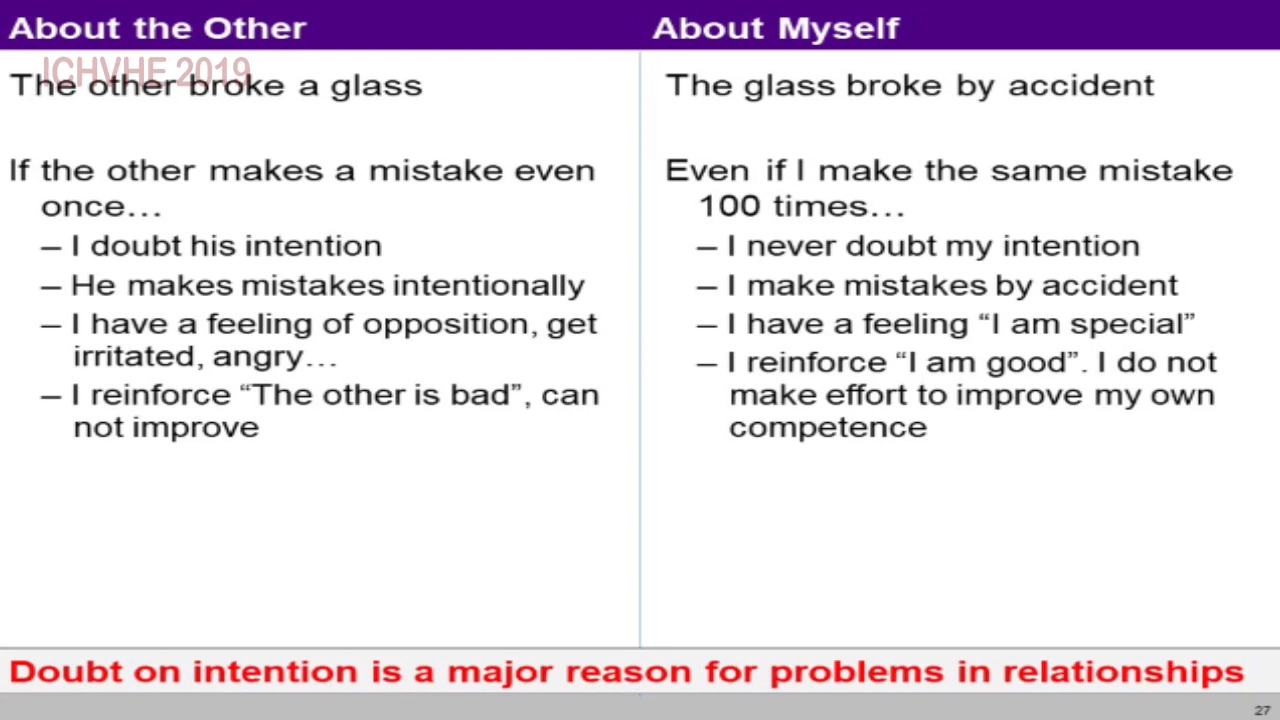 About the Other
About Myself
ICHVHE 2019
The other broke a glass
If the other makes a mistake even
once…
– I doubt his intention
– He makes mistakes intentionally
– I have a feeling of opposition, get
irritated, angry…
– I reinforce “The other is bad”, can
not improve
The glass broke by accident
Even if I make the same mistake
100 times…
– I never doubt my intention
– I make mistakes by accident
– I have a feeling “I am special”
– I reinforce “I am good”. I do not
make effort to improve my own
competence
Doubt on intention is a major reason for problems in relationships
27